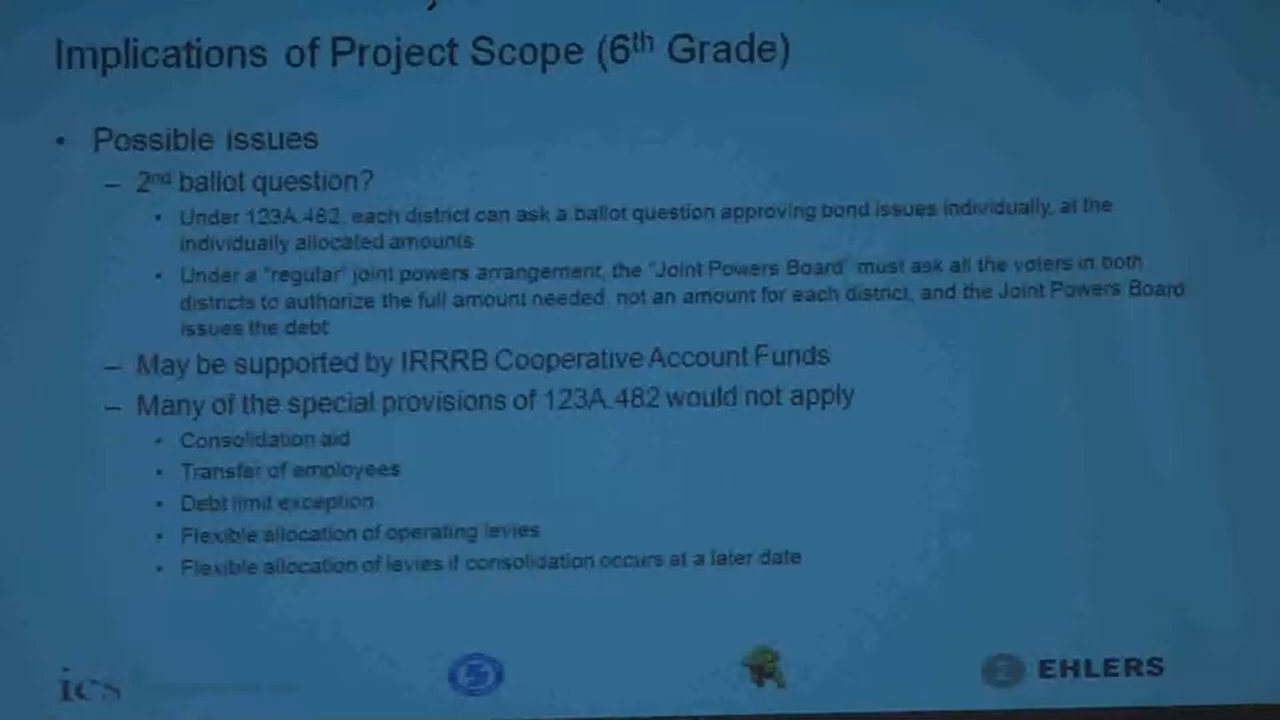 Implications of Project Scope (6th Grade)
• Possible issues
– 2nd ballot question?
• Under 123A.482, each district can ask a ballot question approving bond issues individually, at the
individually allocated amounts
• Under a "regular" joint powers arrangement, the "Joint Powers Board" must ask all the voters in both
districts to authorize the full amount needed, not an amount for each district, and the Joint Powers Board
issues the debt
– May be supported by IRRRB Cooperative Account Funds
– Many of the special provisions of 123A.482 would not apply
• Consolidation aid
• Transfer of employees
• Debt limit exception
• Flexible allocation of operating levies
• Flexible allocation of levies if consolidation occurs at a later date
ics
EHLERS